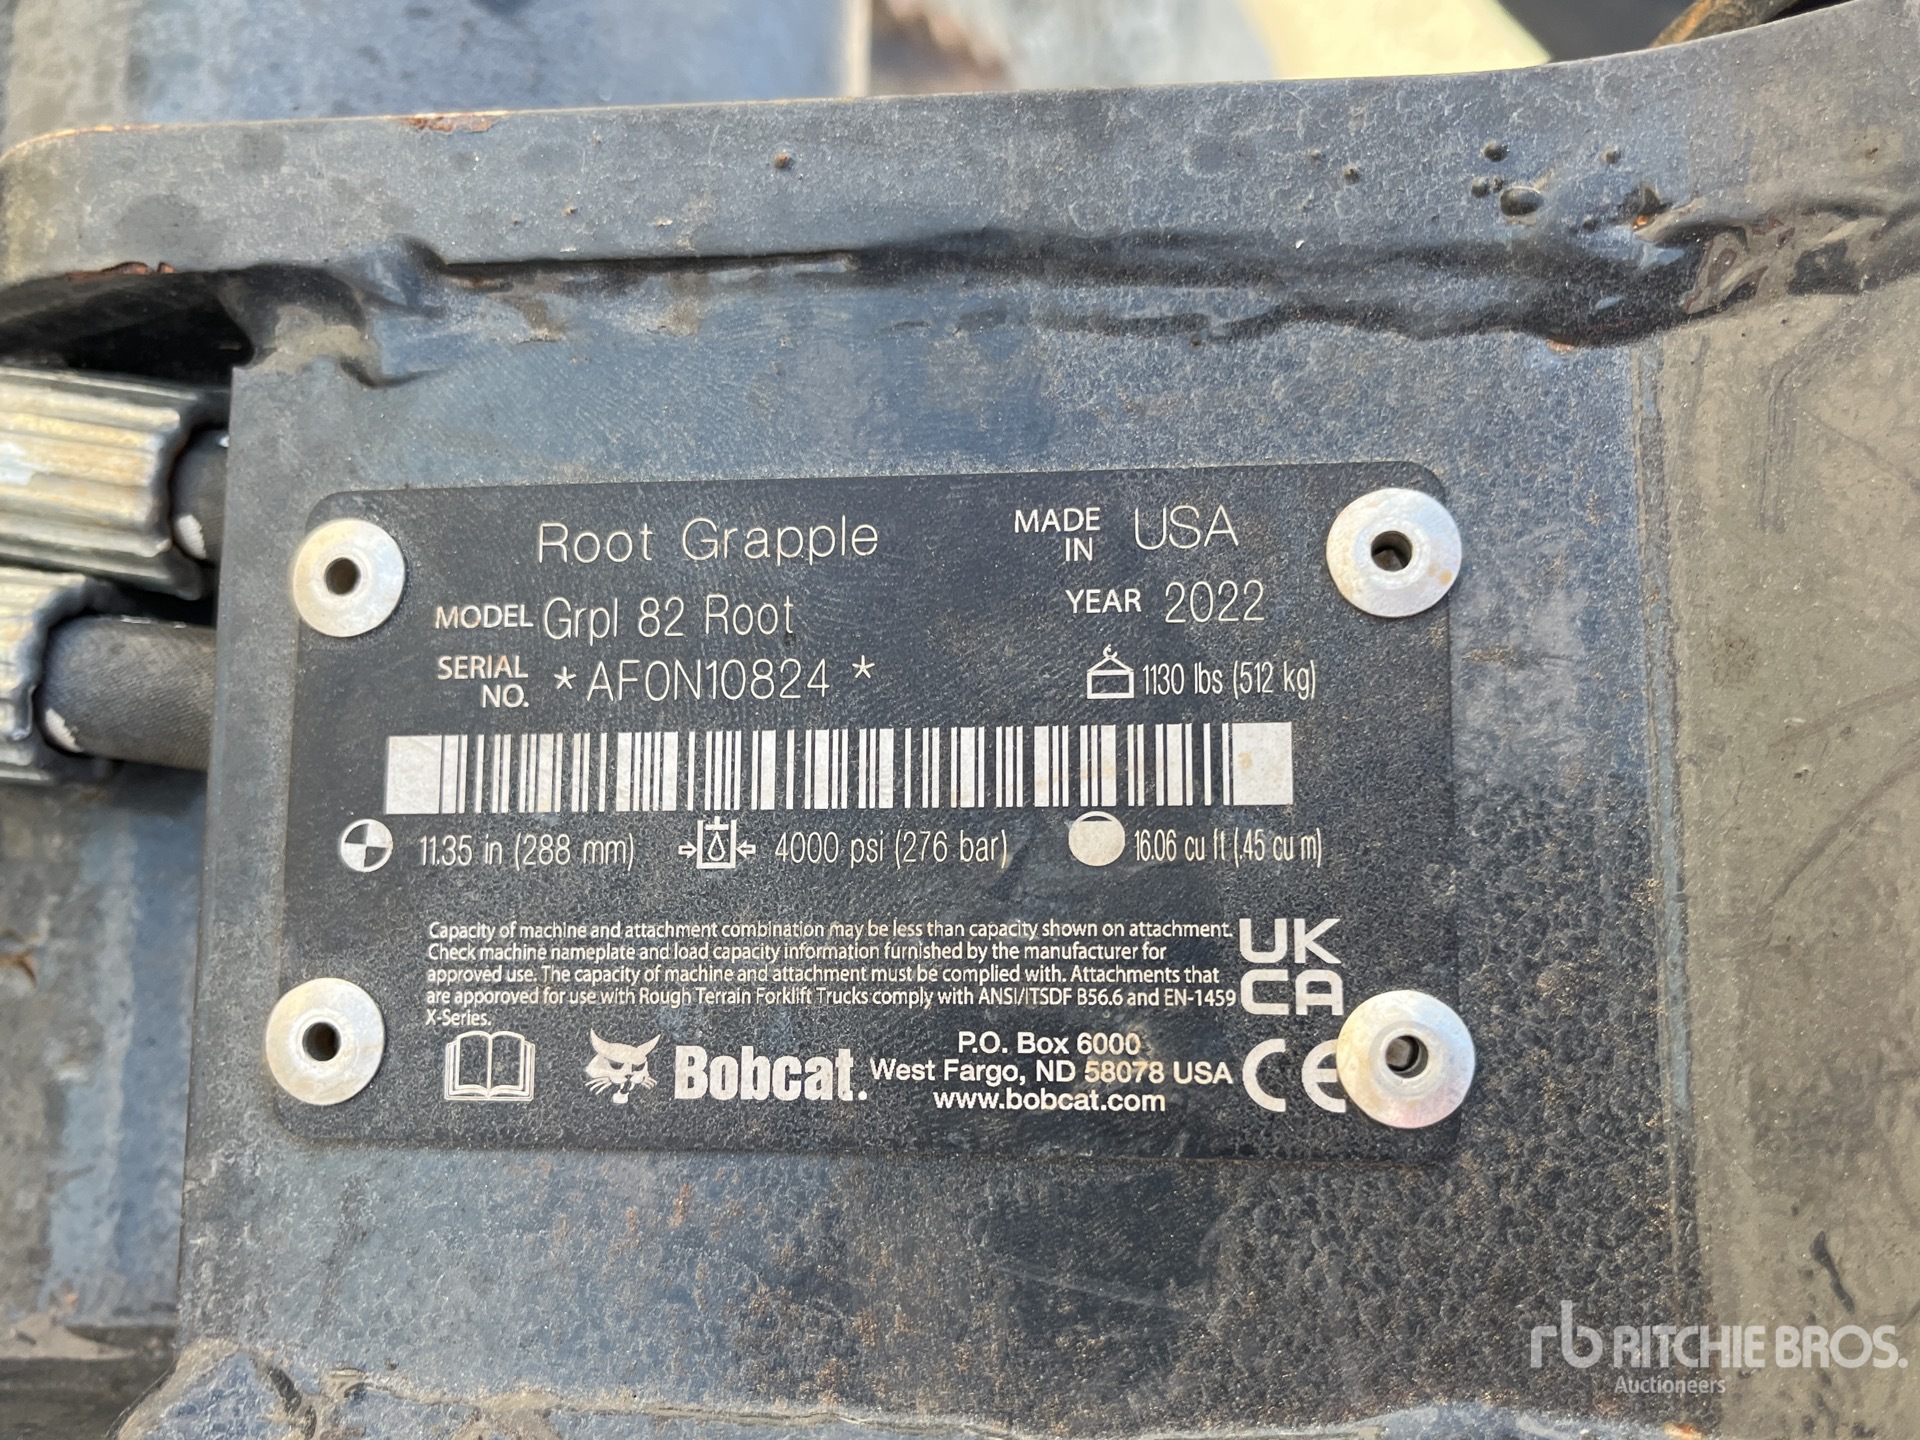 Root Grapple
MADE IN USA
MODEL Grpl 82 Root
YEAR 2022
SERIAL NO. *AF0N10824 *
1130 lbs (512 kg)
11.35 in (288 mm)
4000 psi (276 bar)
16.06 cu ft (.45 cu m)
Capacity of machine and attachment combination may be less than capacity shown on attachment.
Check machine nameplate and load capacity information furnished by the manufacturer for
approved use. The capacity of machine and attachment must be complied with. Attachments that
are apporoved for use with Rough Terrain Forklift Trucks comply with ANSI/ITSDF B56.6 and EN-1459
X-Series.
UK
CA
Bobcat.
P.O. Box 6000
West Fargo, ND 58078 USA
www.bobcat.com
CE
rb RITCHIE BROS.
Auctioneers